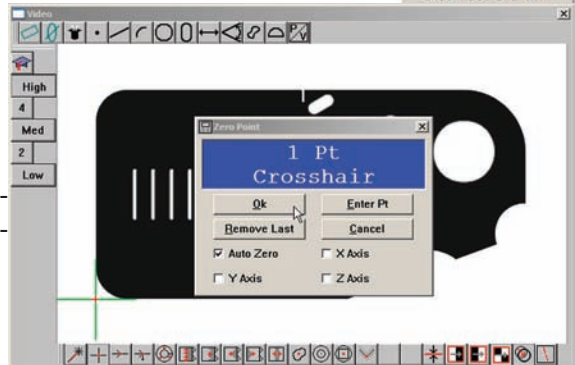 Video
P/V
High
4
Med
2
Low
Zero Point
1 Pt
Crosshair
Ok
Enter Pt
Remove Last
Cancel
Auto Zero
X Axis
Y Axis
Z Axis